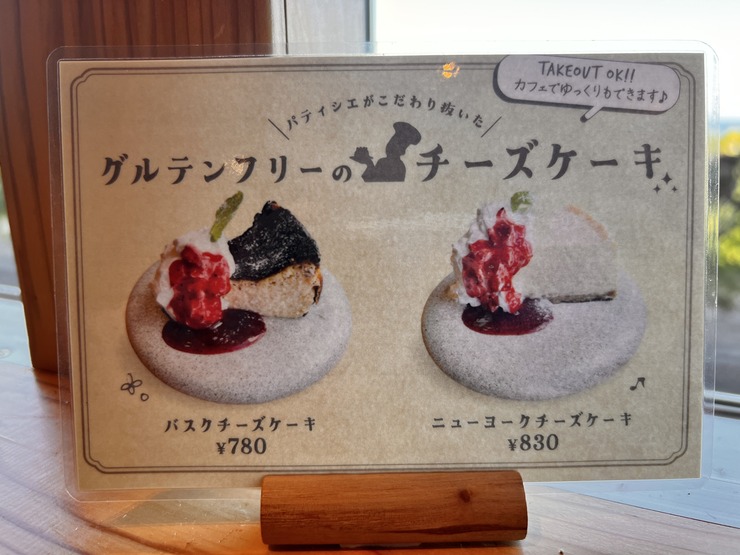 TAKEOUT OK!!
カフェでゆっくりもできます♪
パティシエがこだわり抜いた
グルテンフリーのチーズケーキ
バスクチーズケーキ
¥780
ニューヨークチーズケーキ
¥830